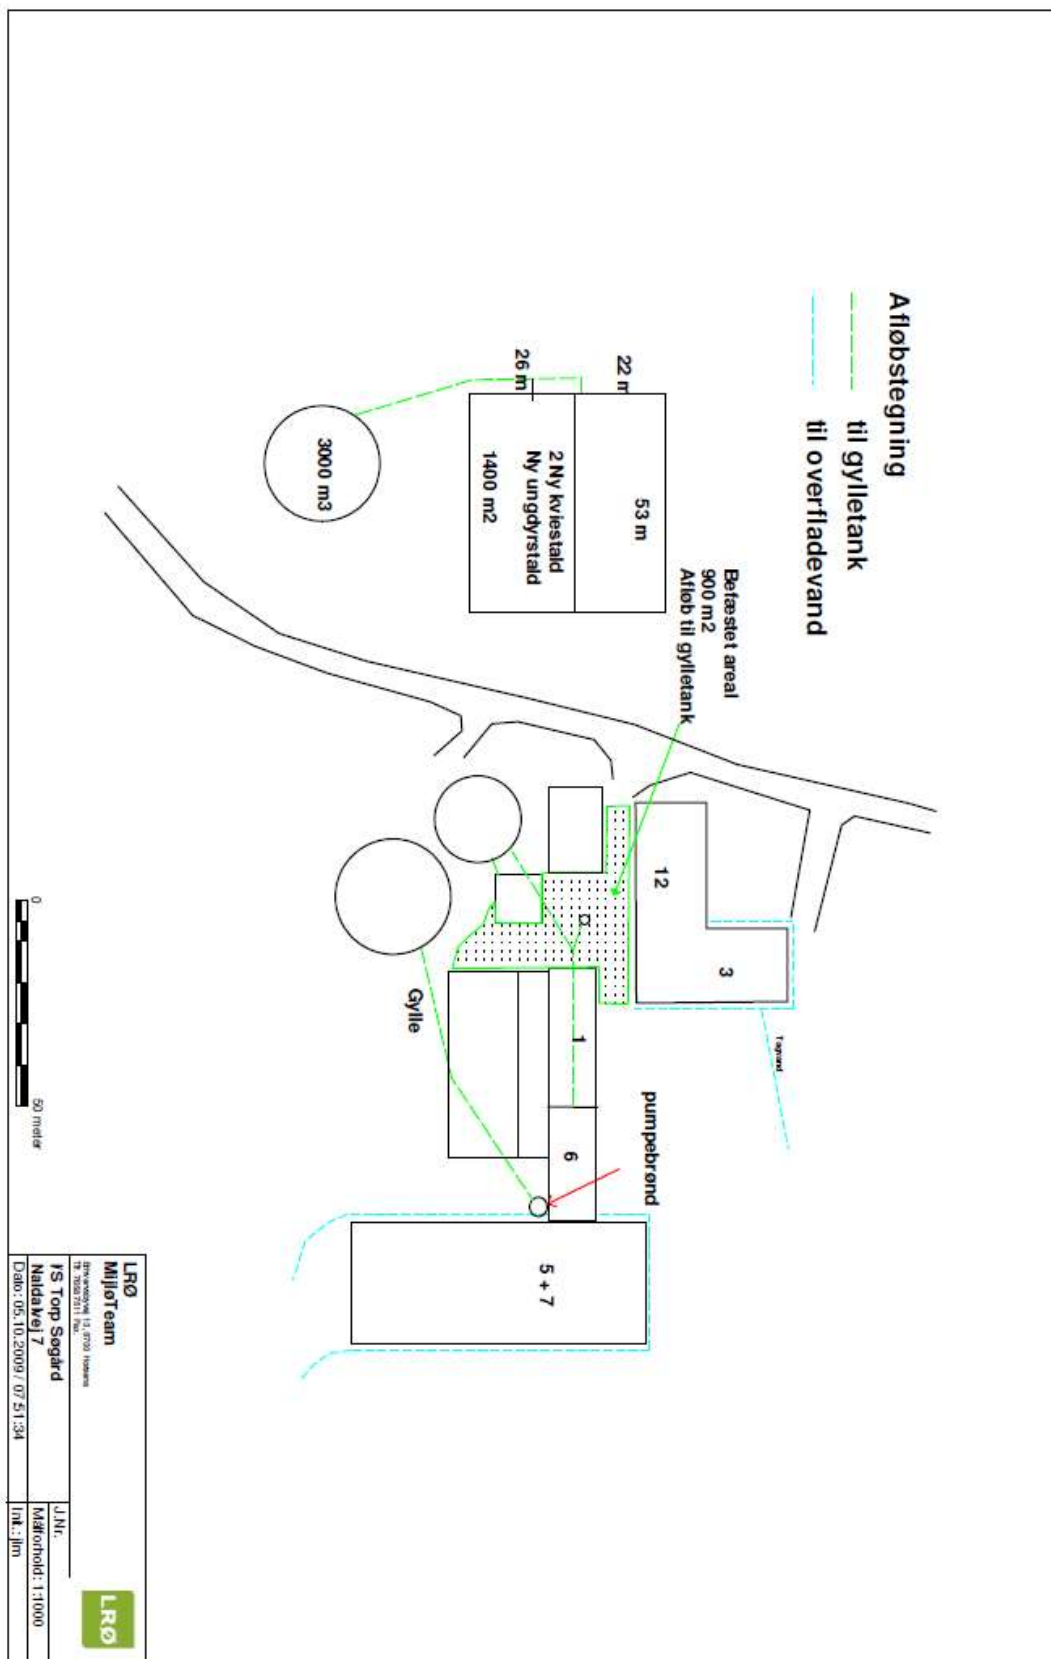 Afløbstegning
til gylletank
til overfladevand
22 m
26 m
53 m
2 Ny kviestald
Ny ungdyrstald
1400 m2
3000 m3
Befæstet areal
900 m2
Afløb til gylletank
12
3
Tagvand
1
6
Gylle
pumpebrønd
5 + 7
0
50 meter
LRØ
MiljøTeam
I/S Torp Søgård
Naldalvej 7
Dato: 05.10.2009 / 07:51:34
J.Nr.
Målforhold: 1:1000
Init.: jlm
LRØ